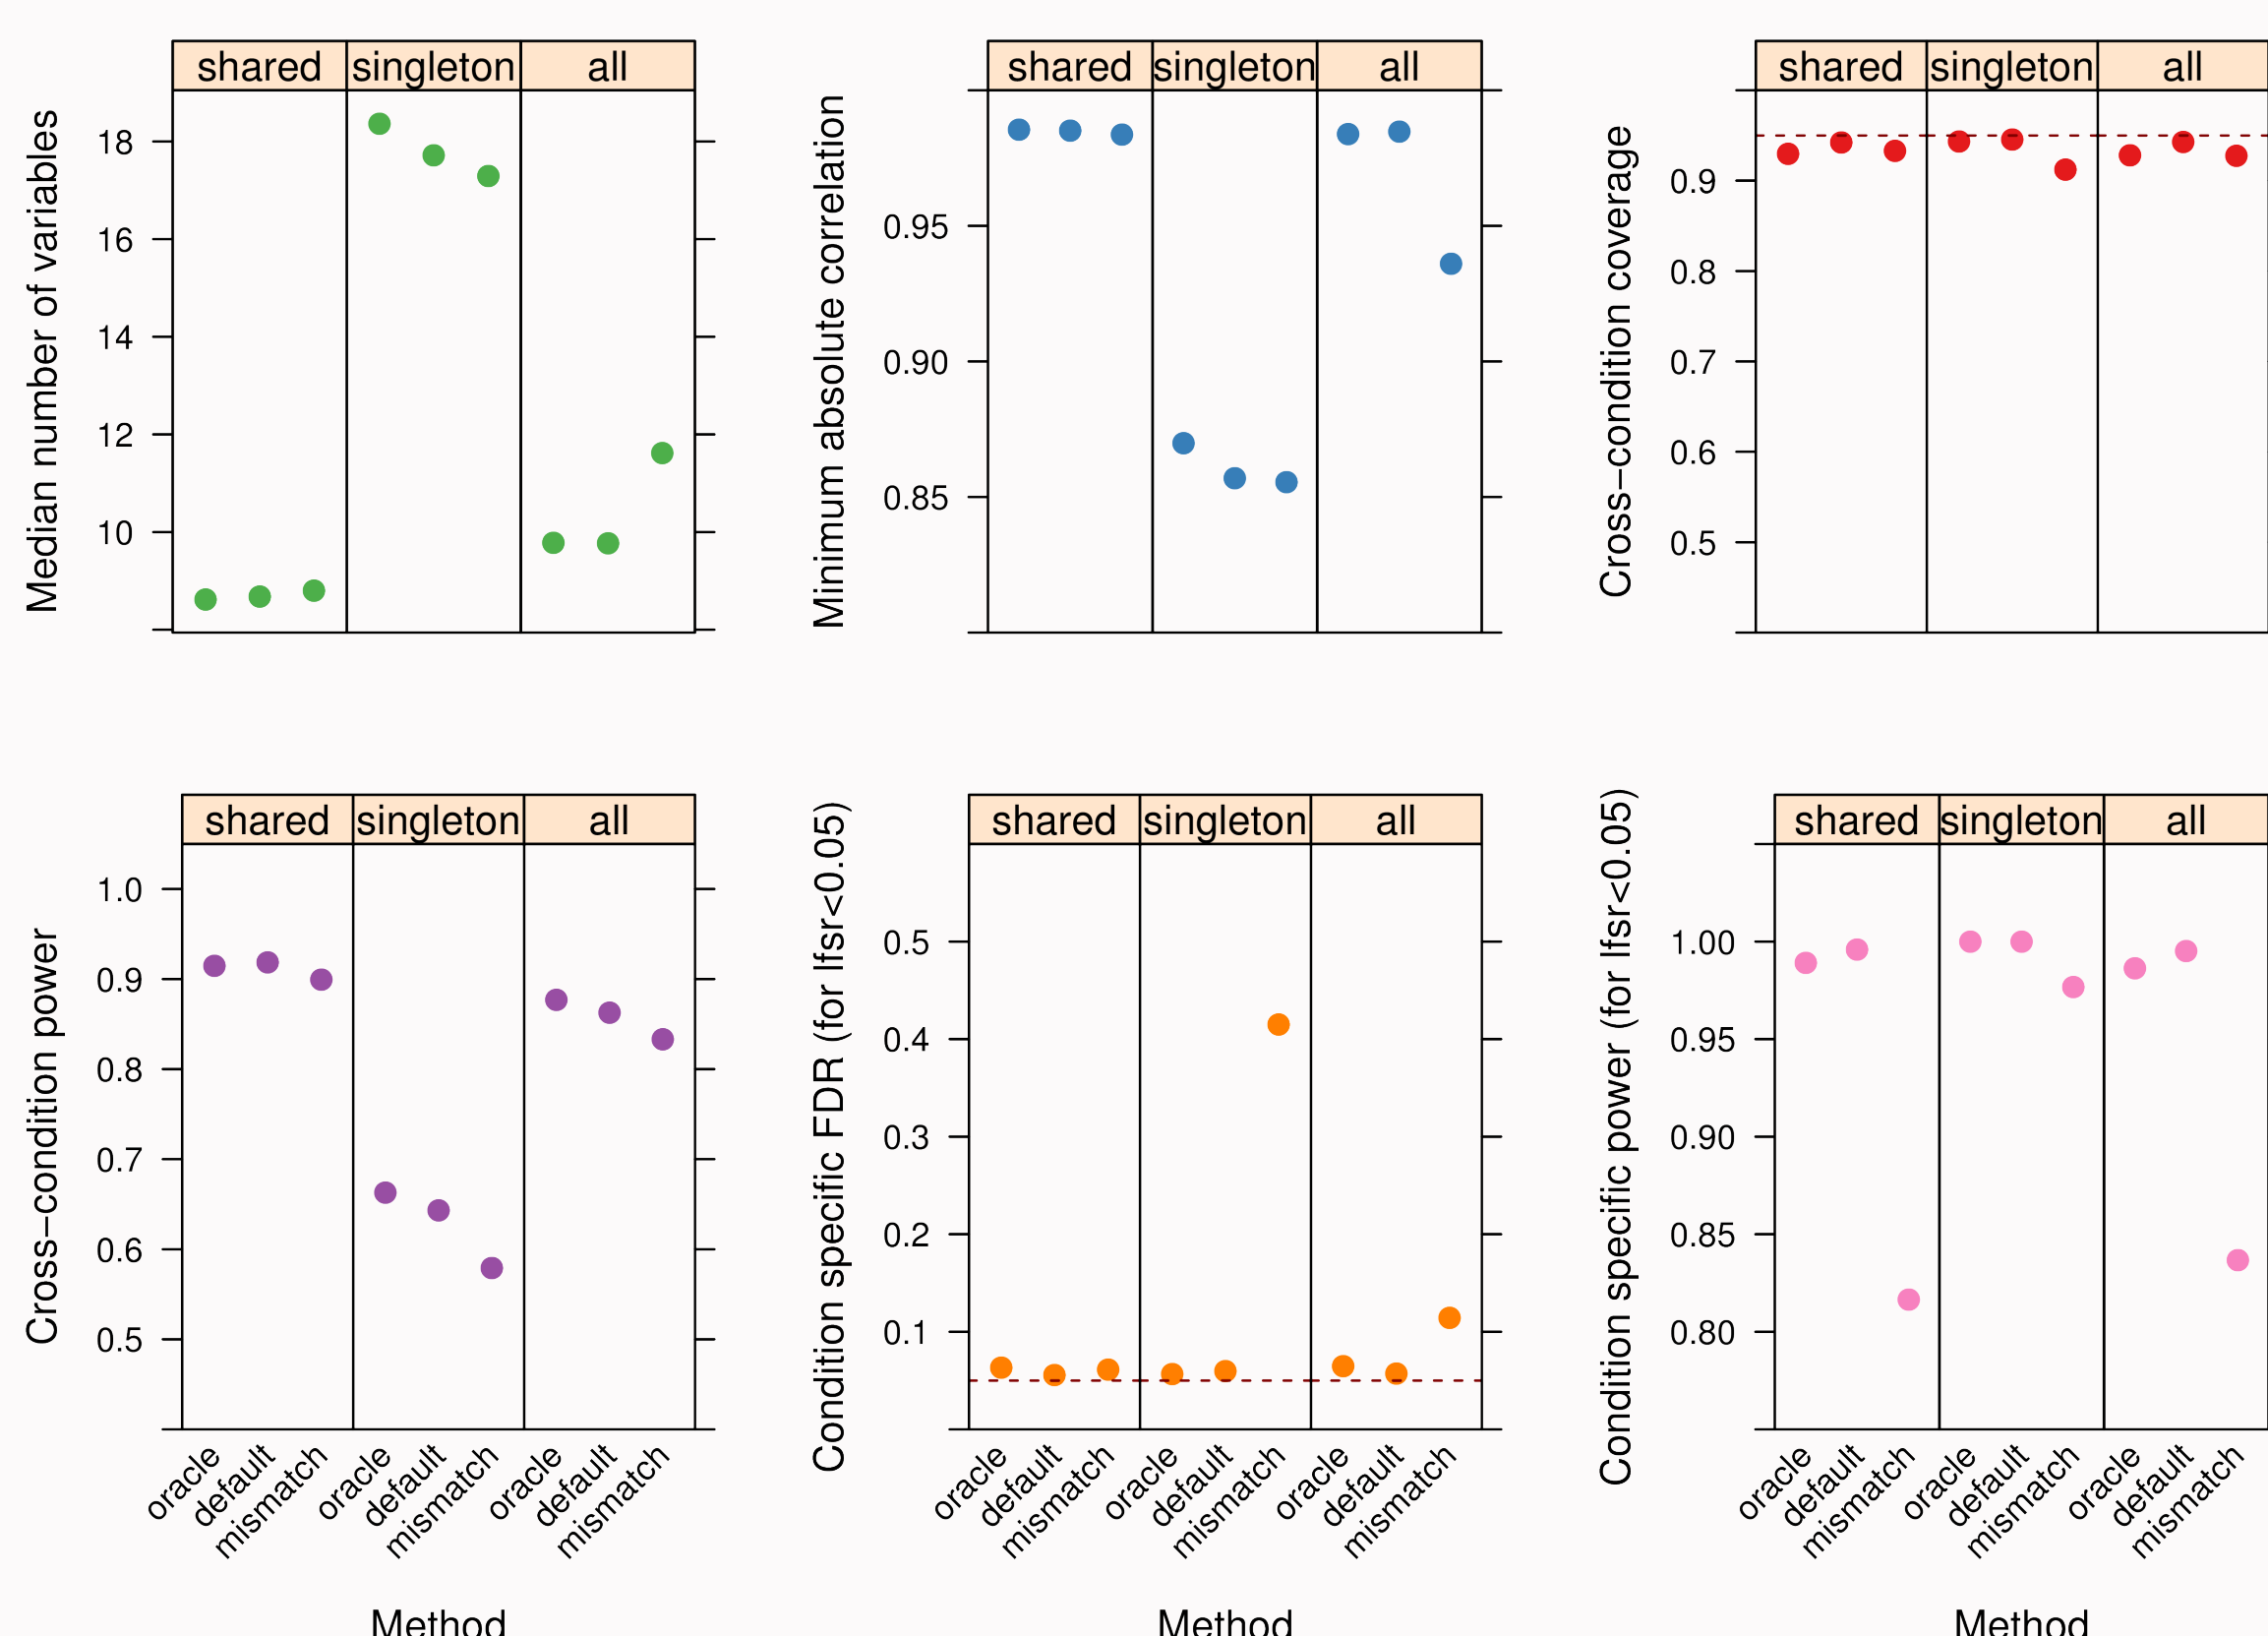 shared singleton all
Median number of variables
18
16
14
12
10
shared singleton all
Minimum absolute correlation
0.95
0.90
0.85
shared singleton all
Cross−condition coverage
0.9
0.8
0.7
0.6
0.5
shared singleton all
Cross−condition power
1.0
0.9
0.8
0.7
0.6
0.5
oracle default mismatch oracle default mismatch oracle default mismatch
Method
shared singleton all
Condition specific FDR (for lfsr<0.05)
0.5
0.4
0.3
0.2
0.1
oracle default mismatch oracle default mismatch oracle default mismatch
Method
shared singleton all
Condition specific power (for lfsr<0.05)
1.00
0.95
0.90
0.85
0.80
oracle default mismatch oracle default mismatch oracle default mismatch
Method